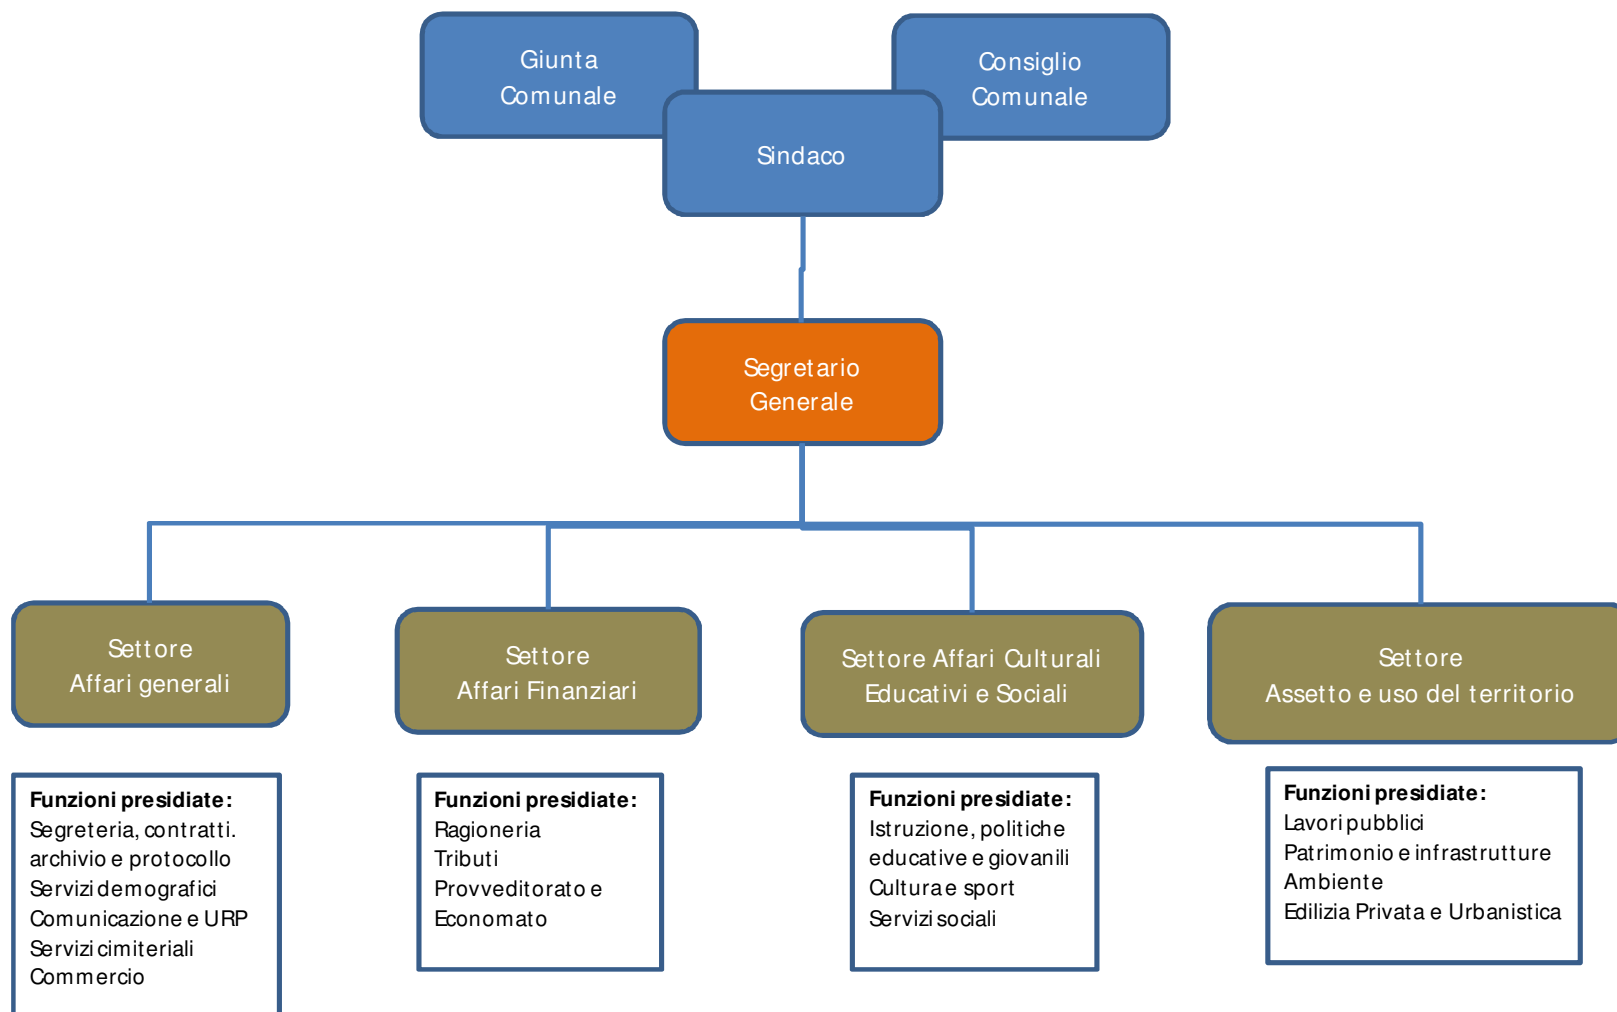 Giunta
Comunale
Consiglio
Comunale
Sindaco
Segretario
Generale
Settore
Affari generali
Settore
Affari Finanziari
Settore Affari Culturali
Educativi e Sociali
Settore
Assetto e uso del territorio
Funzioni presidiate:
Segreteria, contratti.
archivio e protocollo
Servizi demografici
Comunicazione e URP
Servizi cimiteriali
Commercio
Funzioni presidiate:
Ragioneria
Tributi
Provveditorato e
Economato
Funzioni presidiate:
Istruzione, politiche
educative e giovanili
Cultura e sport
Servizi sociali
Funzioni presidiate:
Lavori pubblici
Patrimonio e infrastrutture
Ambiente
Edilizia Privata e Urbanistica